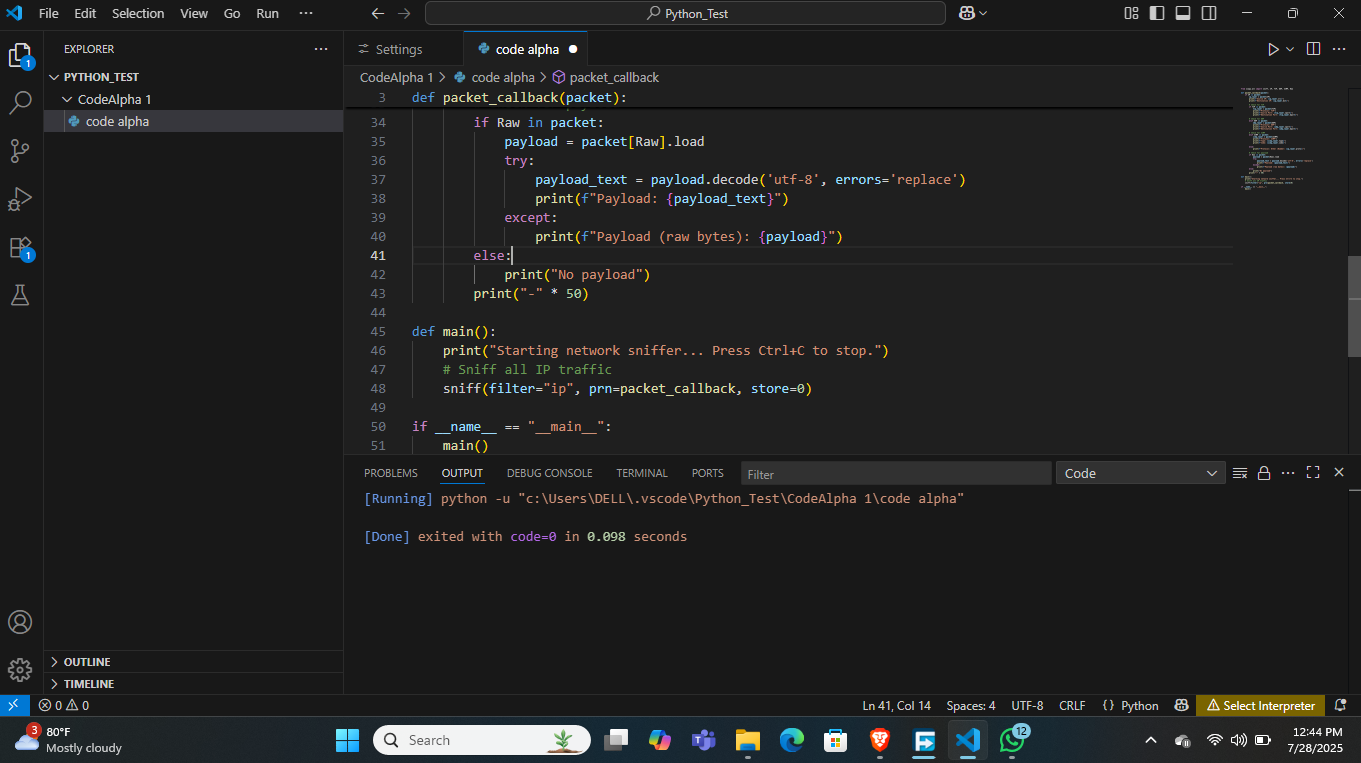 File Edit Selection View Go Run ··· Python_Test
EXPLORER ···
PYTHON_TEST
CodeAlpha 1
code alpha
1
1
Settings code alpha
CodeAlpha 1 > code alpha > packet_callback
3 def packet_callback(packet):
34 if Raw in packet:
35 payload = packet[Raw].load
36 try:
37 payload_text = payload.decode('utf-8', errors='replace')
38 print(f"Payload: {payload_text}")
39 except:
40 print(f"Payload (raw bytes): {payload}")
41 else:
42 print("No payload")
43 print("-" * 50)
44
45 def main():
46 print("Starting network sniffer... Press Ctrl+C to stop.")
47 # Sniff all IP traffic
48 sniff(filter="ip", prn=packet_callback, store=0)
49
50 if __name__ == "__main__":
51 main()
PROBLEMS OUTPUT DEBUG CONSOLE TERMINAL PORTS Filter Code
[Running] python -u "c:\Users\DELL\.vscode\Python_Test\CodeAlpha 1\code alpha"
[Done] exited with code=0 in 0.098 seconds
OUTLINE
TIMELINE
0 0 Ln 41, Col 14 Spaces: 4 UTF-8 CRLF {} Python Select Interpreter
3 80°F
Mostly cloudy
Search
12
12:44 PM
7/28/2025